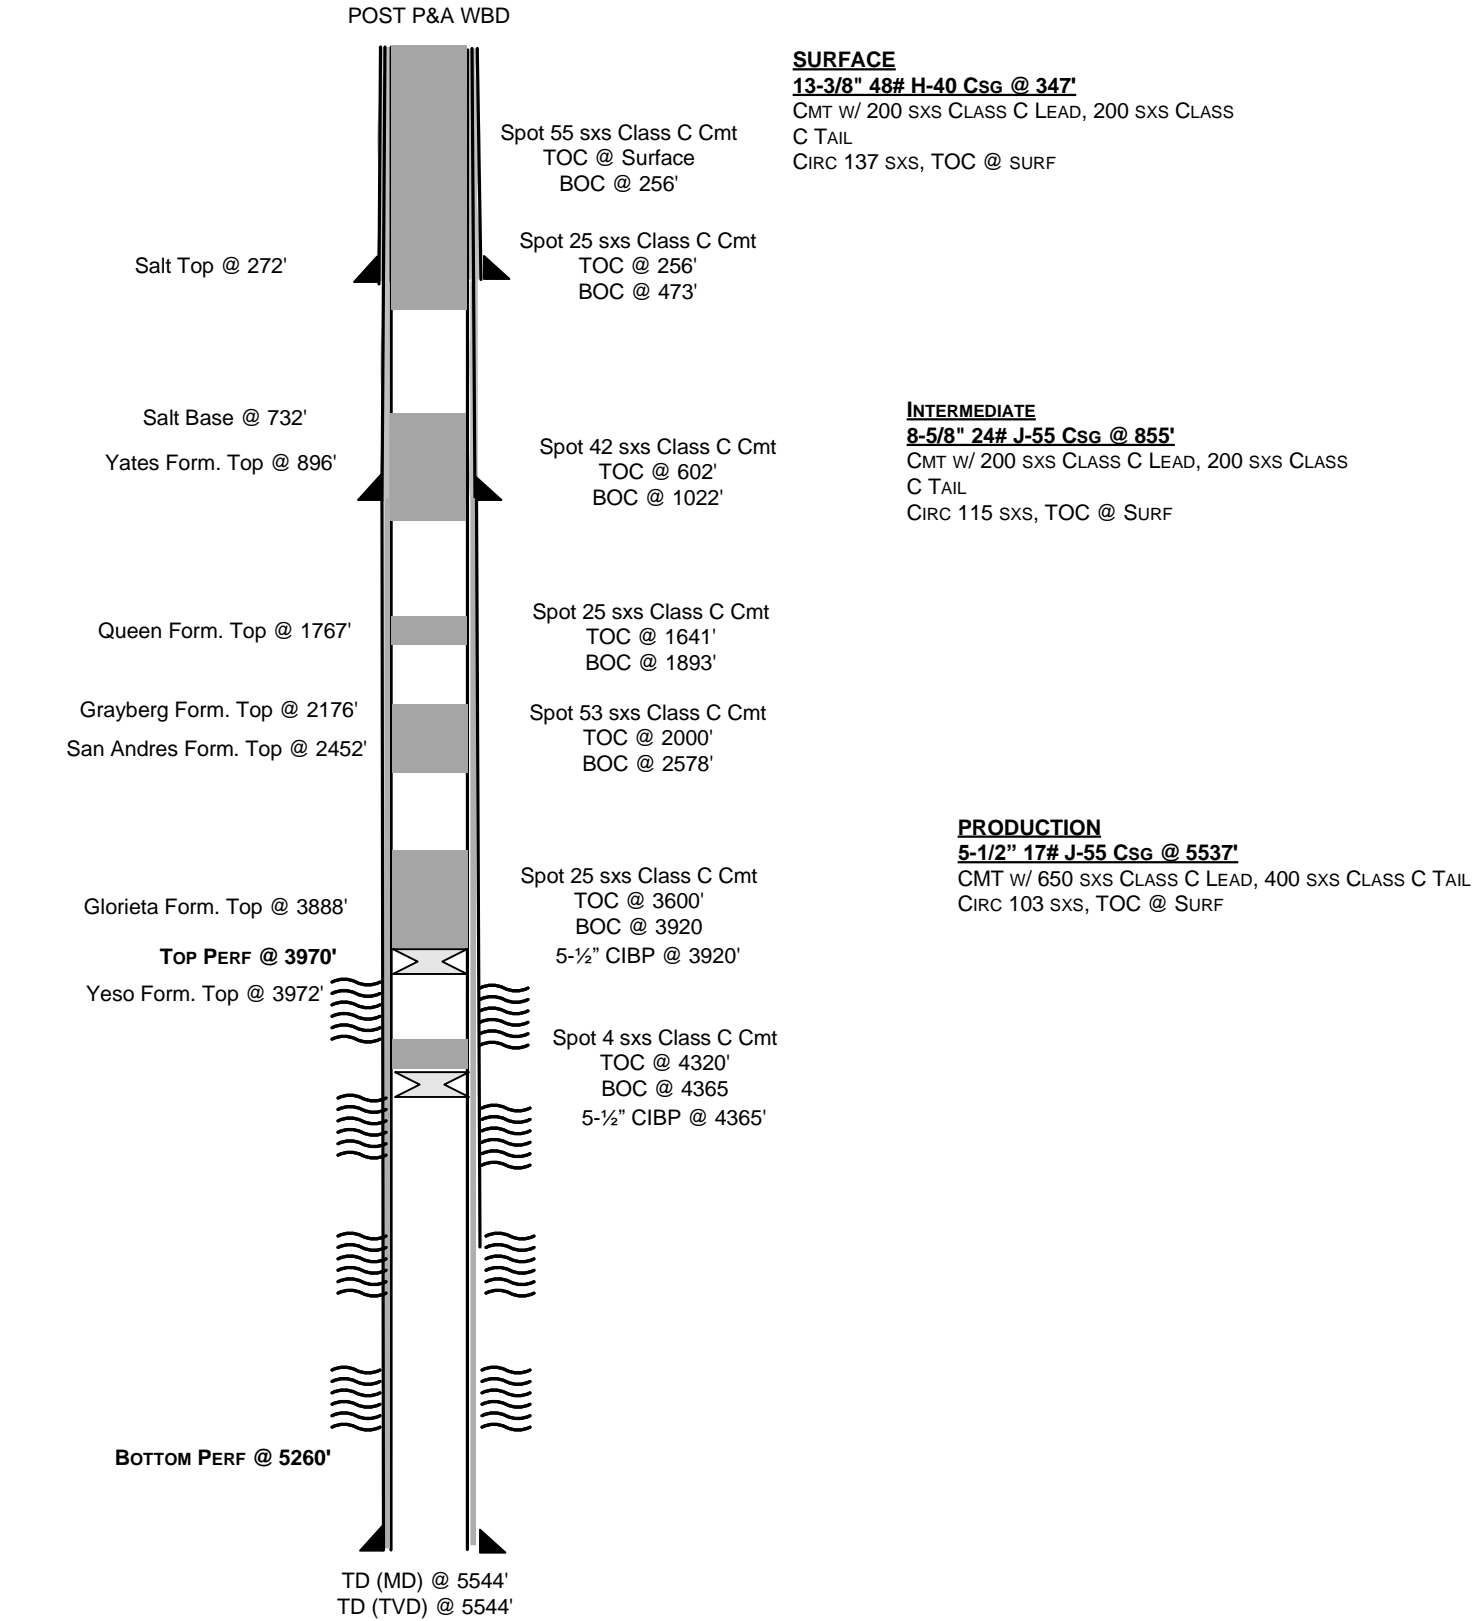 POST P&A WBD
SURFACE
13-3/8" 48# H-40 CSG @ 347'
CMT W/ 200 SXS CLASS C LEAD, 200 SXS CLASS
C TAIL
CIRC 137 SXS, TOC @ SURF
Spot 55 sxs Class C Cmt
TOC @ Surface
BOC @ 256'
Spot 25 sxs Class C Cmt
TOC @ 256'
BOC @ 473'
Salt Top @ 272'
Salt Base @ 732'
Yates Form. Top @ 896'
Spot 42 sxs Class C Cmt
TOC @ 602'
BOC @ 1022'
INTERMEDIATE
8-5/8" 24# J-55 CSG @ 855'
CMT W/ 200 SXS CLASS C LEAD, 200 SXS CLASS
C TAIL
CIRC 115 SXS, TOC @ SURF
Queen Form. Top @ 1767'
Spot 25 sxs Class C Cmt
TOC @ 1641'
BOC @ 1893'
Grayberg Form. Top @ 2176'
San Andres Form. Top @ 2452'
Spot 53 sxs Class C Cmt
TOC @ 2000'
BOC @ 2578'
PRODUCTION
5-1/2” 17# J-55 CSG @ 5537'
CMT W/ 650 SXS CLASS C LEAD, 400 SXS CLASS C TAIL
CIRC 103 SXS, TOC @ SURF
Spot 25 sxs Class C Cmt
TOC @ 3600'
BOC @ 3920
5-½” CIBP @ 3920'
Glorieta Form. Top @ 3888'
TOP PERF @ 3970'
Yeso Form. Top @ 3972'
Spot 4 sxs Class C Cmt
TOC @ 4320'
BOC @ 4365
5-½” CIBP @ 4365'
BOTTOM PERF @ 5260'
TD (MD) @ 5544'
TD (TVD) @ 5544'